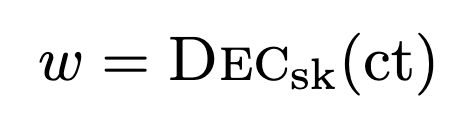 w = DEC_sk(ct)